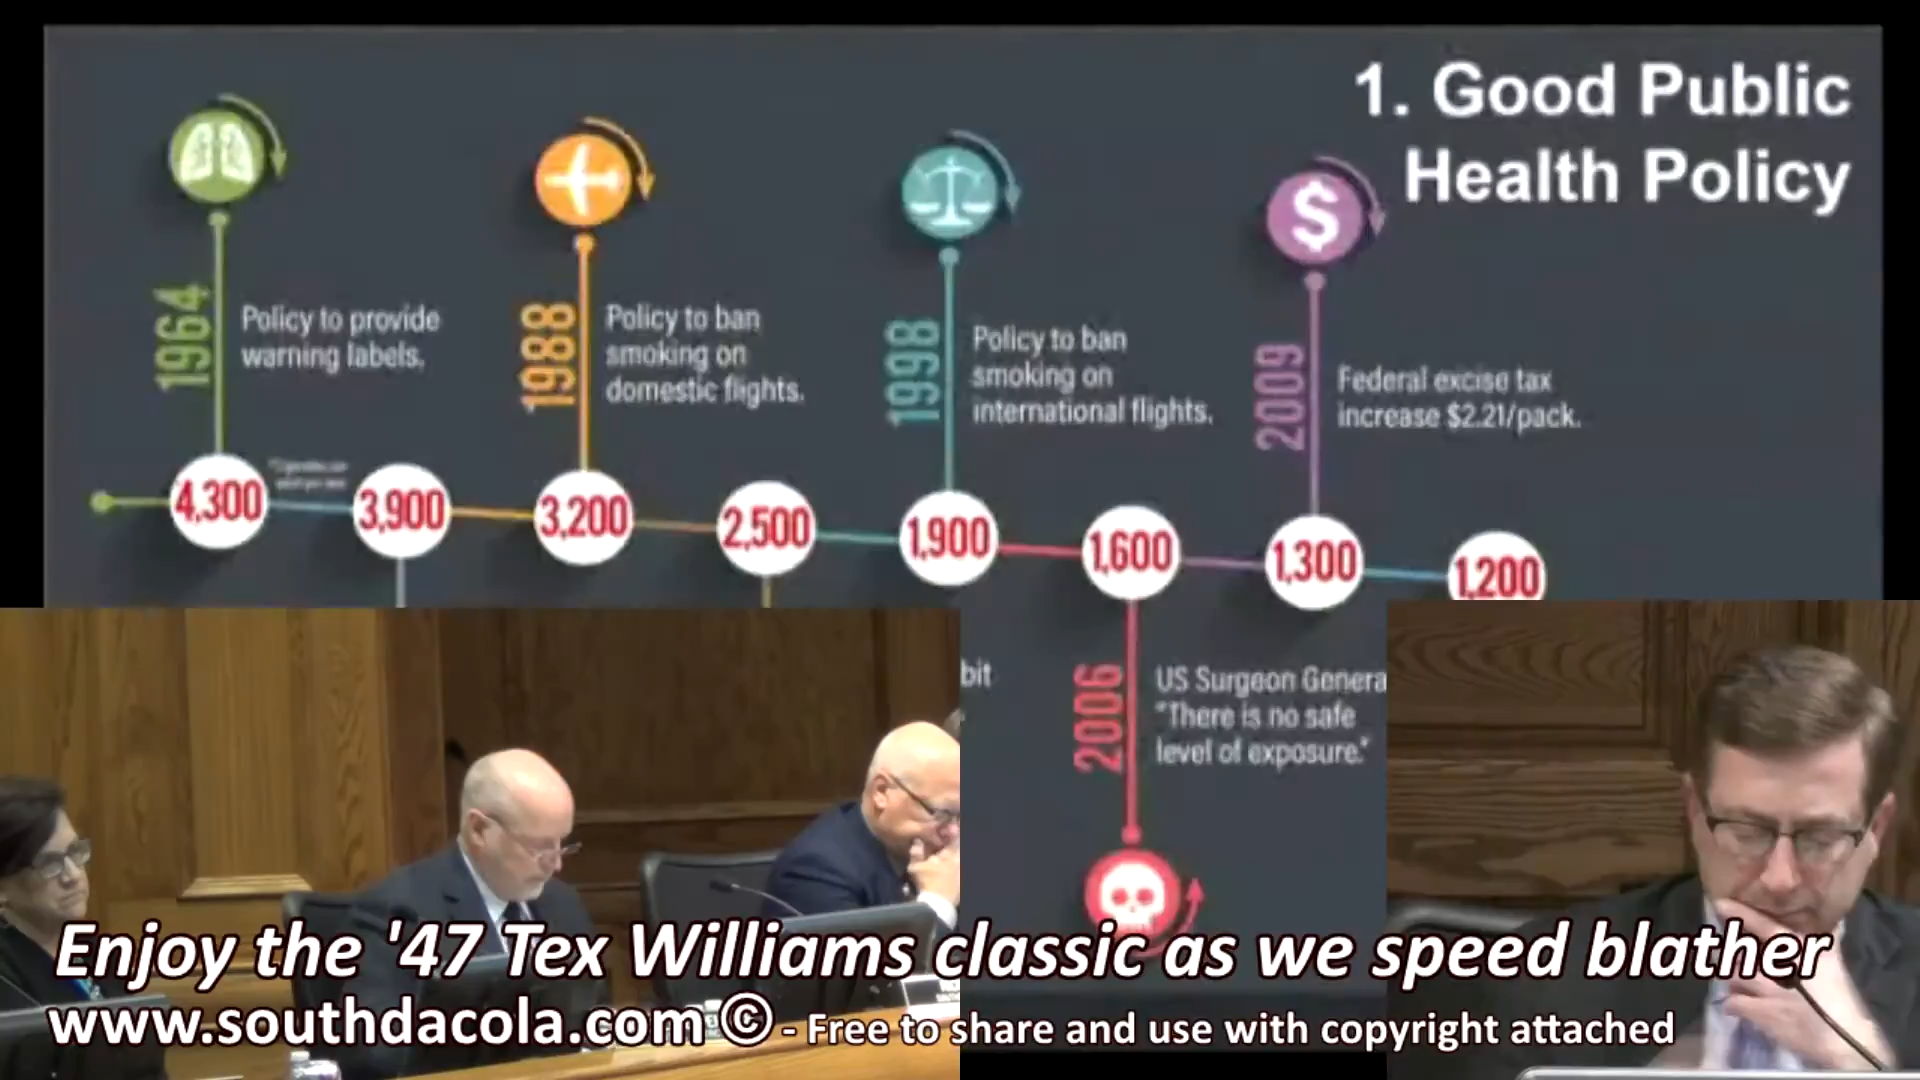 1. Good Public
Health Policy
1964
Policy to provide
warning labels.
1988
Policy to ban
smoking on
domestic flights.
1998
Policy to ban
smoking on
international flights.
2009
Federal excise tax
increase $2.21/pack.
4,300
3,900
3,200
2,500
1,900
1,600
1,300
1,200
bit
2006
US Surgeon Genera
"There is no safe
level of exposure."
Enjoy the '47 Tex Williams classic as we speed blather
www.southdacola.com © - Free to share and use with copyright attached